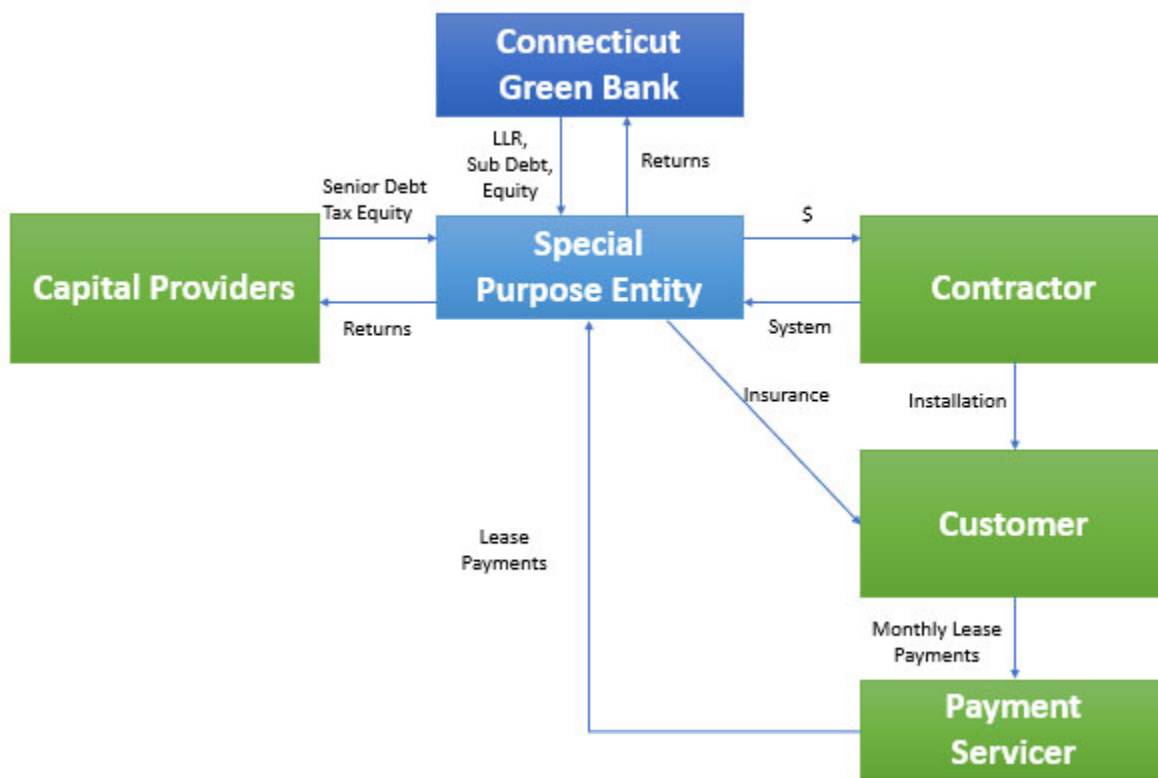 Connecticut
Green Bank
LLR,
Sub Debt,
Equity
Returns
Senior Debt
Tax Equity
$
Capital Providers
Special
Purpose Entity
Contractor
Returns
System
Insurance
Installation
Customer
Lease
Payments
Monthly Lease
Payments
Payment
Servicer